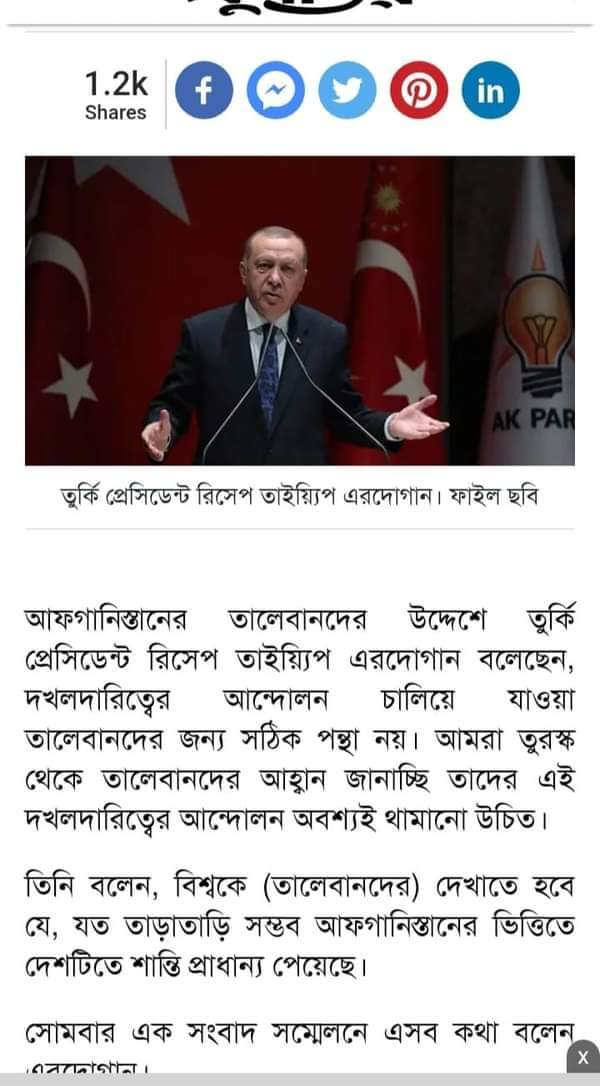 1.2k
Shares
AK PAR
তুর্কি প্রেসিডেন্ট রিসেপ তাইয়্যিপ এরদোগান। ফাইল ছবি
আফগানিস্তানের তালেবানদের উদ্দেশে তুর্কি
প্রেসিডেন্ট রিসেপ তাইয়্যিপ এরদোগান বলেছেন,
দখলদারিত্বের আন্দোলন চালিয়ে যাওয়া
তালেবানদের জন্য সঠিক পন্থা নয়। আমরা তুরস্ক
থেকে তালেবানদের আহ্বান জানাচ্ছি তাদের এই
দখলদারিত্বের আন্দোলন অবশ্যই থামানো উচিত।
তিনি বলেন, বিশ্বকে (তালেবানদের) দেখাতে হবে
যে, যত তাড়াতাড়ি সম্ভব আফগানিস্তানের ভিত্তিতে
দেশটিতে শান্তি প্রাধান্য পেয়েছে।
সোমবার এক সংবাদ সম্মেলনে এসব কথা বলেন
এরদোগান।
X